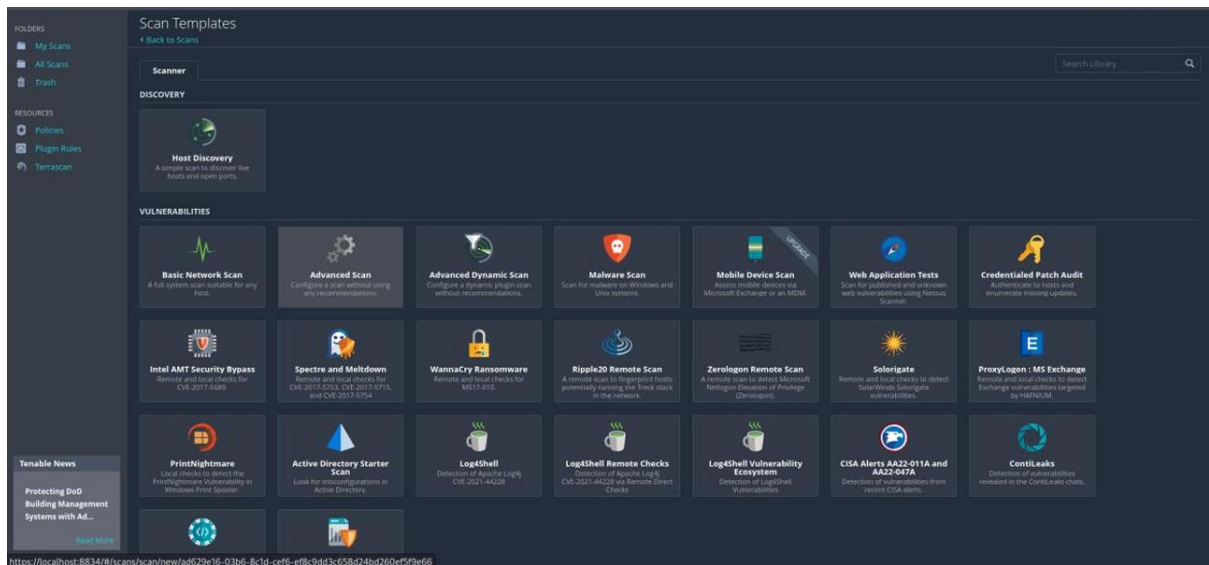 FOLDERS
My Scans
All Scans
Trash
RESOURCES
Policies
Plugin Rules
Terrascan
Tenable News
Protecting DoD
Building Management
Systems with Ad...
Read More
Scan Templates
Back to Scans
Scanner
Search Library
DISCOVERY
Host Discovery
A simple scan to discover live
hosts and open ports.
VULNERABILITIES
Basic Network Scan
A full system scan suitable for any
host.
Advanced Scan
Configure a scan without using
any recommendations.
Advanced Dynamic Scan
Configure a dynamic plugin scan
without recommendations.
Malware Scan
Scan for malware on Windows and
Unix systems.
UPGRADE
Mobile Device Scan
Assess mobile devices via
Microsoft Exchange or an MDM.
Web Application Tests
Scan for published and unknown
web vulnerabilities using Nessus
Scanner.
Credentialed Patch Audit
Authenticate to hosts and
enumerate missing updates.
Intel AMT Security Bypass
Remote and local checks for
CVE-2017-5689.
Spectre and Meltdown
Remote and local checks for
CVE-2017-5753, CVE-2017-5715,
and CVE-2017-5754
WannaCry Ransomware
Remote and local checks for
MS17-010.
Ripple20 Remote Scan
A remote scan to fingerprint hosts
potentially running the Treck stack
in the network.
Zerologon Remote Scan
A remote scan to detect Microsoft
Netlogon Elevation of Privilege
(Zerologon).
Solorigate
Remote and local checks to detect
SolarWinds Solorigate
vulnerabilities.
ProxyLogon : MS Exchange
Remote and local checks to detect
Exchange vulnerabilities targeted
by HAFNIUM.
PrintNightmare
Local checks to detect the
PrintNightmare Vulnerability in
Windows Print Spooler.
Active Directory Starter
Scan
Look for misconfigurations in
Active Directory.
Log4Shell
Detection of Apache Log4j
CVE-2021-44228
Log4Shell Remote Checks
Detection of Apache Log4j
CVE-2021-44228 via Remote Direct
Checks
Log4Shell Vulnerability
Ecosystem
Detection of Log4Shell
Vulnerabilities
CISA Alerts AA22-011A and
AA22-047A
Detection of vulnerabilities from
recent CISA alerts.
ContiLeaks
Detection of vulnerabilities
revealed in the ContiLeaks chats.
https://localhost:8834/#/scans/scan/new/ad629e16-03b6-8c1d-cef6-ef8c9dd3c658d24bd260ef5f9e66